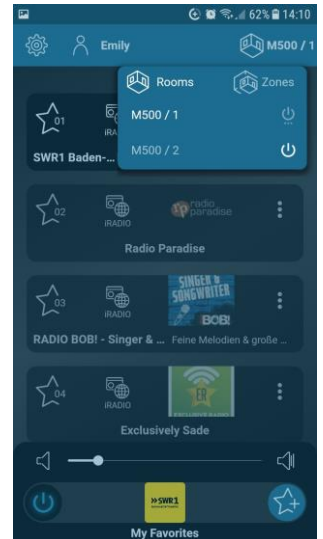 62% 14:10
Emily
M500 / 1
Rooms
Zones
01
M500 / 1
SWR1 Baden-...
M500 / 2
02
iRADIO
radio
paradise
Radio Paradise
03
iRADIO
SINGER &
SONGWRITER
BOB!
RADIO BOB! - Singer & ...
Feine Melodien & große ...
04
iRADIO
ER
EXCLUSIVELY RADIO
Exclusively Sade
SWR1
My Favorites